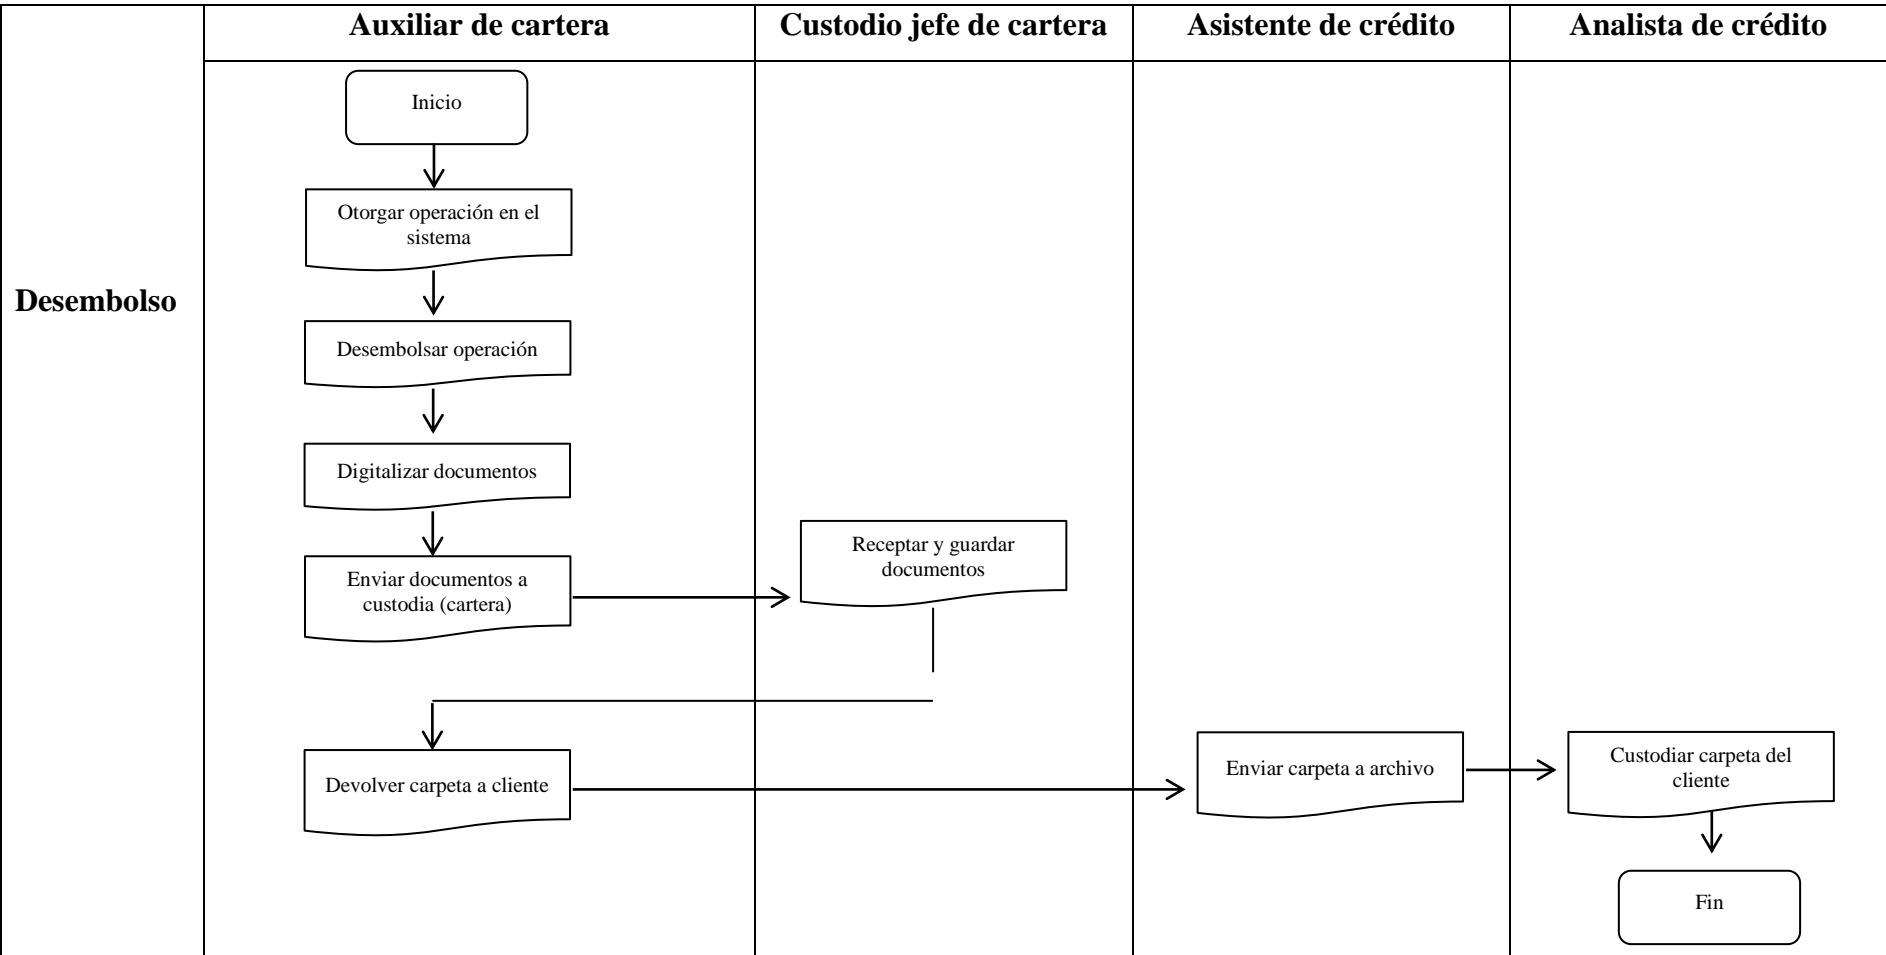 Auxiliar de cartera
Custodio jefe de cartera
Asistente de crédito
Analista de crédito
Desembolso
Inicio
Otorgar operación en el
sistema
Desembolsar operación
Digitalizar documentos
Enviar documentos a
custodia (cartera)
Receptar y guardar
documentos
Devolver carpeta a cliente
Enviar carpeta a archivo
Custodiar carpeta del
cliente
Fin